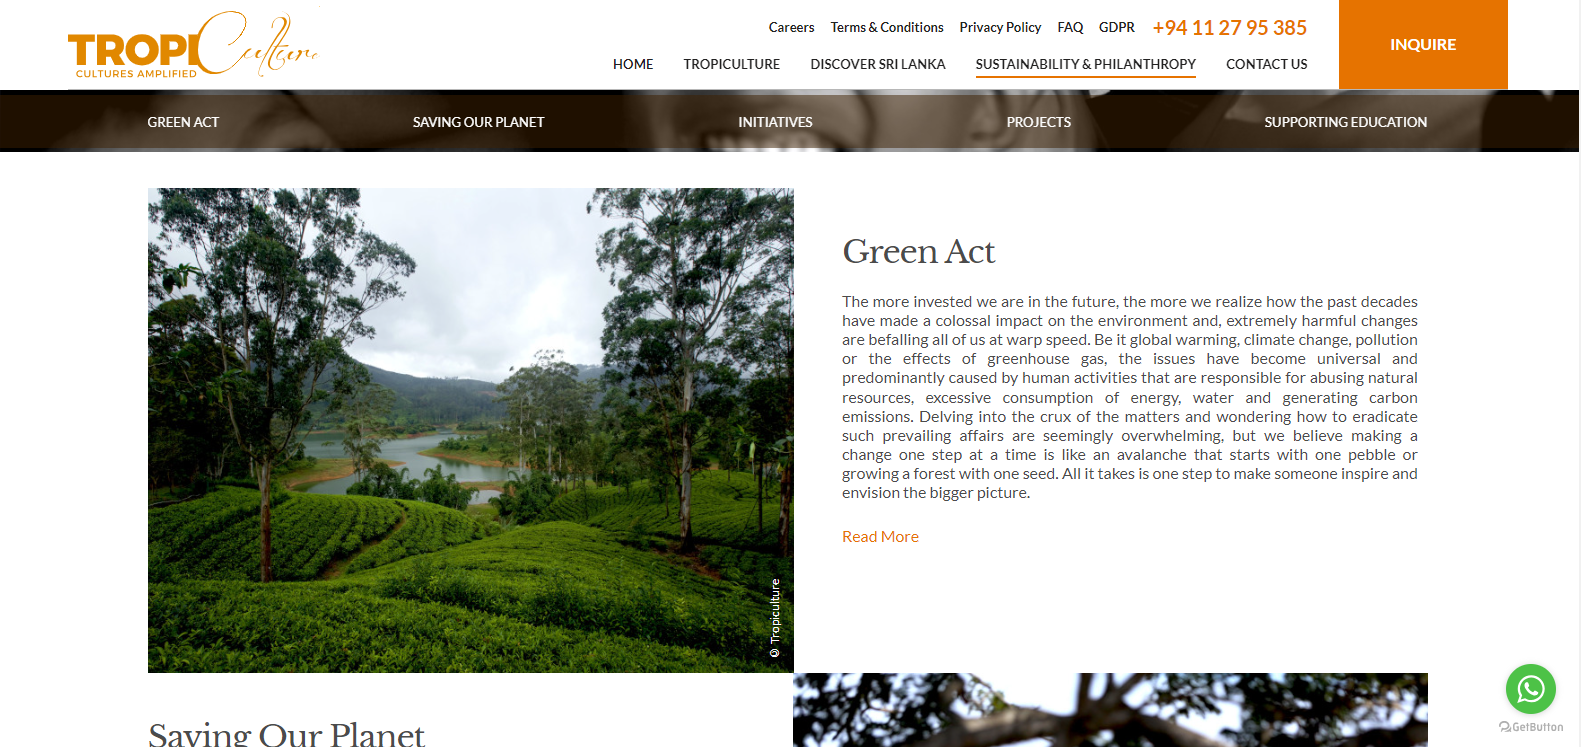 TROPICulture
CULTURES AMPLIFIED
Careers Terms & Conditions Privacy Policy FAQ GDPR +94 11 27 95 385
INQUIRE
HOME TROPICULTURE DISCOVER SRI LANKA SUSTAINABILITY & PHILANTHROPY CONTACT US
GREEN ACT SAVING OUR PLANET INITIATIVES PROJECTS SUPPORTING EDUCATION
Green Act
The more invested we are in the future, the more we realize how the past decades
have made a colossal impact on the environment and, extremely harmful changes
are befalling all of us at warp speed. Be it global warming, climate change, pollution
or the effects of greenhouse gas, the issues have become universal and
predominantly caused by human activities that are responsible for abusing natural
resources, excessive consumption of energy, water and generating carbon
emissions. Delving into the crux of the matters and wondering how to eradicate
such prevailing affairs are seemingly overwhelming, but we believe making a
change one step at a time is like an avalanche that starts with one pebble or
growing a forest with one seed. All it takes is one step to make someone inspire and
envision the bigger picture.
Read More
© Tropiculture
Saving Our Planet
GetButton